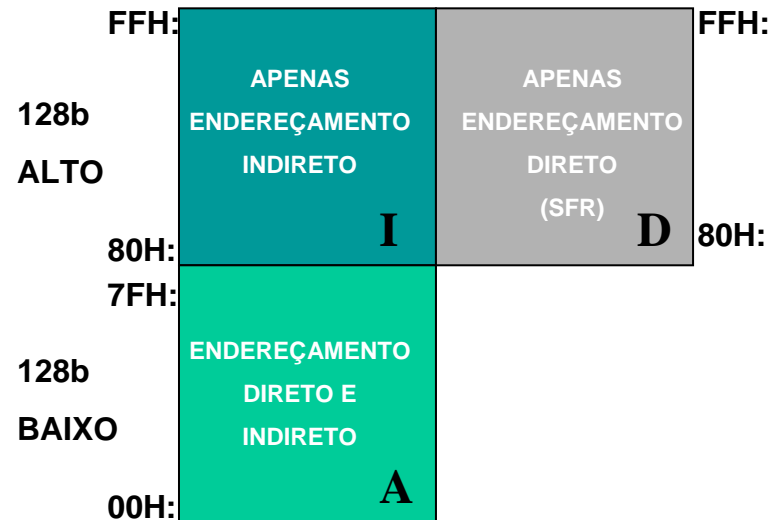 FFH:
FFH:
APENAS
ENDEREÇAMENTO
INDIRETO
APENAS
ENDEREÇAMENTO
DIRETO
(SFR)
128b
ALTO
I
D
80H:
80H:
7FH:
ENDEREÇAMENTO
DIRETO E
INDIRETO
128b
BAIXO
A
00H: